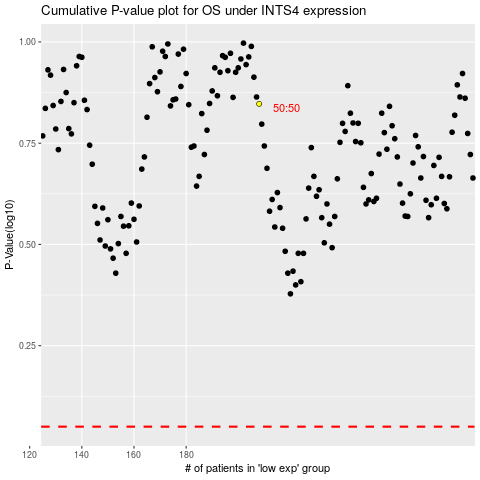 Cumulative P-value plot for OS under INTS4 expression
P-Value(log10)
1.00
0.75
0.50
0.25
50:50
120 140 160 180
# of patients in 'low exp' group